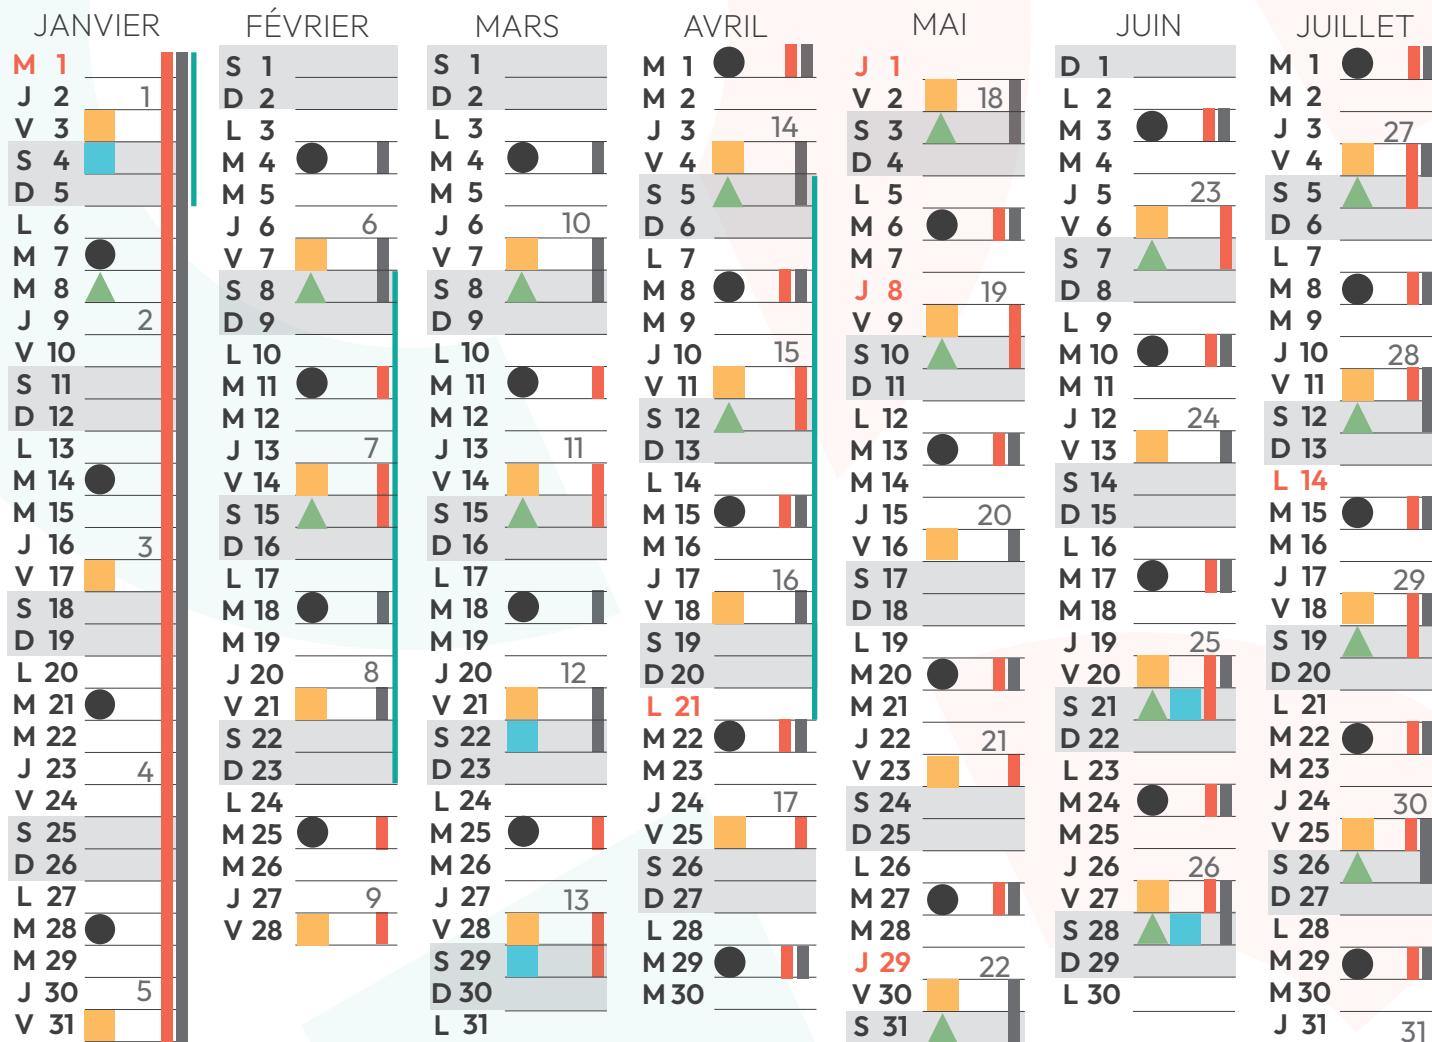 JANVIER
M 1
J 2 1
V 3
S 4
D 5
L 6
M 7
M 8
J 9 2
V 10
S 11
D 12
L 13
M 14
M 15
J 16 3
V 17
S 18
D 19
L 20
M 21
M 22
J 23 4
V 24
S 25
D 26
L 27
M 28
M 29
J 30 5
V 31
FÉVRIER
S 1
D 2
L 3
M 4
M 5
J 6 6
V 7
S 8
D 9
L 10
M 11
M 12
J 13 7
V 14
S 15
D 16
L 17
M 18
M 19
J 20 8
V 21
S 22
D 23
L 24
M 25
M 26
J 27 9
V 28
MARS
S 1
D 2
L 3
M 4
M 5
J 6 10
V 7
S 8
D 9
L 10
M 11
M 12
J 13 11
V 14
S 15
D 16
L 17
M 18
M 19
J 20 12
V 21
S 22
D 23
L 24
M 25
M 26
J 27 13
V 28
S 29
D 30
L 31
AVRIL
M 1
M 2
J 3 14
V 4
S 5
D 6
L 7
M 8
M 9
J 10 15
V 11
S 12
D 13
L 14
M 15
M 16
J 17 16
V 18
S 19
D 20
L 21
M 22
M 23
J 24 17
V 25
S 26
D 27
L 28
M 29
M 30
MAI
J 1
V 2 18
S 3
D 4
L 5
M 6
M 7
J 8 19
V 9
S 10
D 11
L 12
M 13
M 14
J 15 20
V 16
S 17
D 18
L 19
M 20
M 21
J 22 21
V 23
S 24
D 25
L 26
M 27
M 28
J 29 22
V 30
S 31
JUIN
D 1
L 2
M 3
M 4
J 5 23
V 6
S 7
D 8
L 9
M 10
M 11
J 12 24
V 13
S 14
D 15
L 16
M 17
M 18
J 19 25
V 20
S 21
D 22
L 23
M 24
M 25
J 26 26
V 27
S 28
D 29
L 30
JUILLET
M 1
M 2
J 3 27
V 4
S 5
D 6
L 7
M 8
M 9
J 10 28
V 11
S 12
D 13
L 14
M 15
M 16
J 17 29
V 18
S 19
D 20
L 21
M 22
M 23
J 24 30
V 25
S 26
D 27
L 28
M 29
M 30
J 31 31